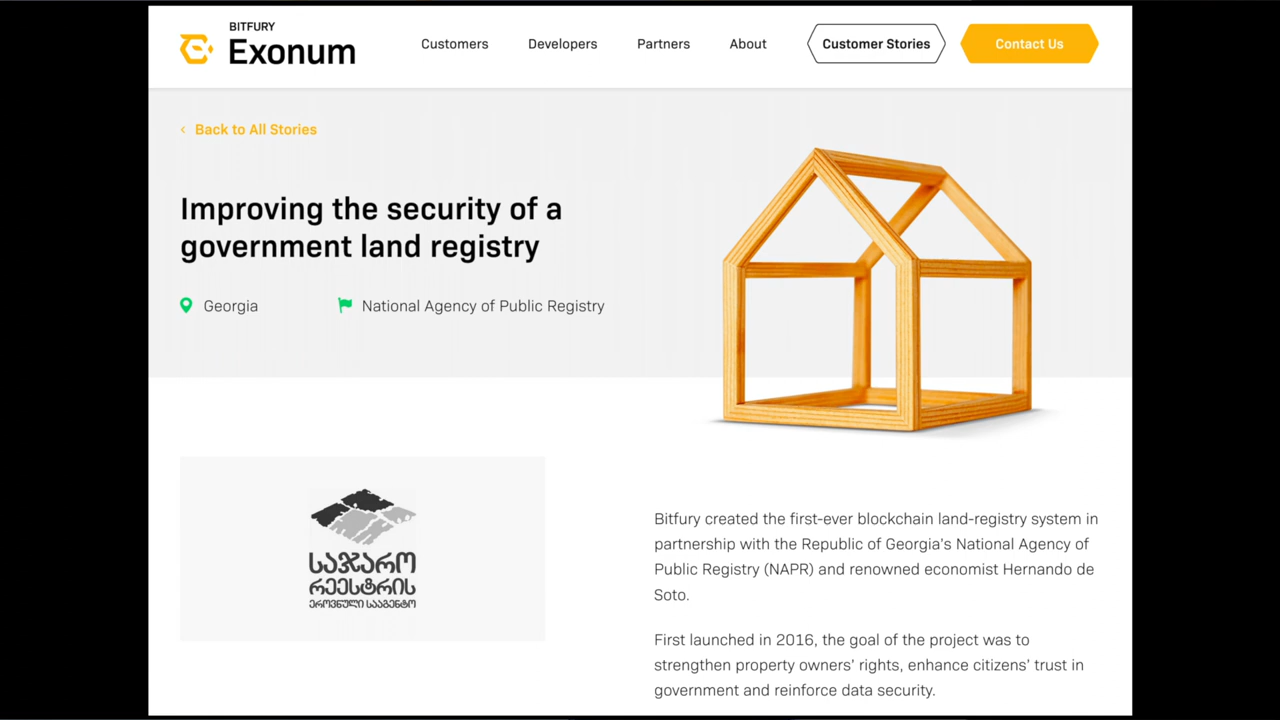 BITFURY
Exonum
Customers
Developers
Partners
About
Customer Stories
Contact Us
‹ Back to All Stories
Improving the security of a
government land registry
Georgia
National Agency of Public Registry
საჯარო
რეესტრის
ეროვნული სააგენტო
Bitfury created the first-ever blockchain land-registry system in
partnership with the Republic of Georgia’s National Agency of
Public Registry (NAPR) and renowned economist Hernando de
Soto.
First launched in 2016, the goal of the project was to
strengthen property owners’ rights, enhance citizens’ trust in
government and reinforce data security.